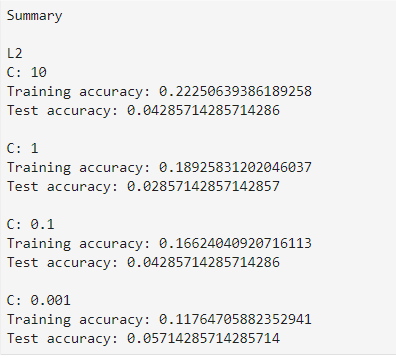 Summary
L2
C: 10
Training accuracy: 0.22250639386189258
Test accuracy: 0.04285714285714286
C: 1
Training accuracy: 0.18925831202046037
Test accuracy: 0.02857142857142857
C: 0.1
Training accuracy: 0.16624040920716113
Test accuracy: 0.04285714285714286
C: 0.001
Training accuracy: 0.11764705882352941
Test accuracy: 0.05714285714285714